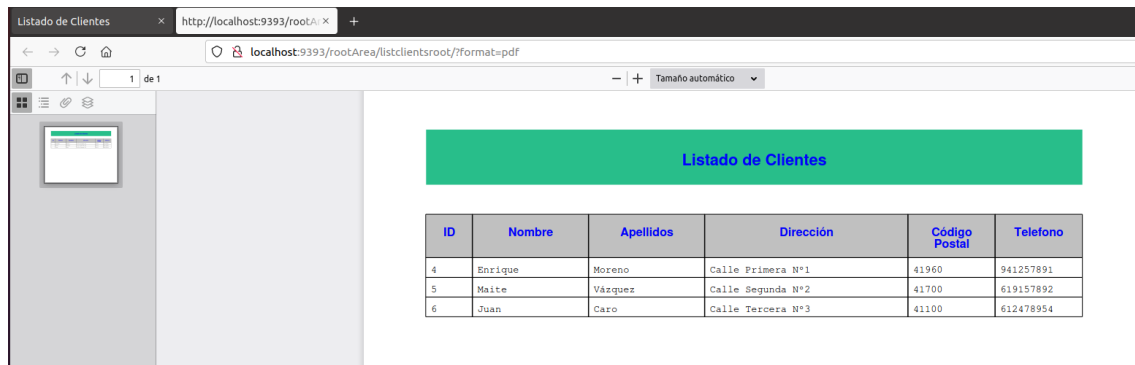 Listado de Clientes × http://localhost:9393/rootA × +
localhost:9393/rootArea/listclientsroot/?format=pdf
1 de 1 − + Tamaño automático
Listado de Clientes
ID Nombre Apellidos Dirección Código Postal Telefono
4 Enrique Moreno Calle Primera Nº1 41960 941257891
5 Maite Vázquez Calle Segunda Nº2 41700 619157892
6 Juan Caro Calle Tercera Nº3 41100 612478954